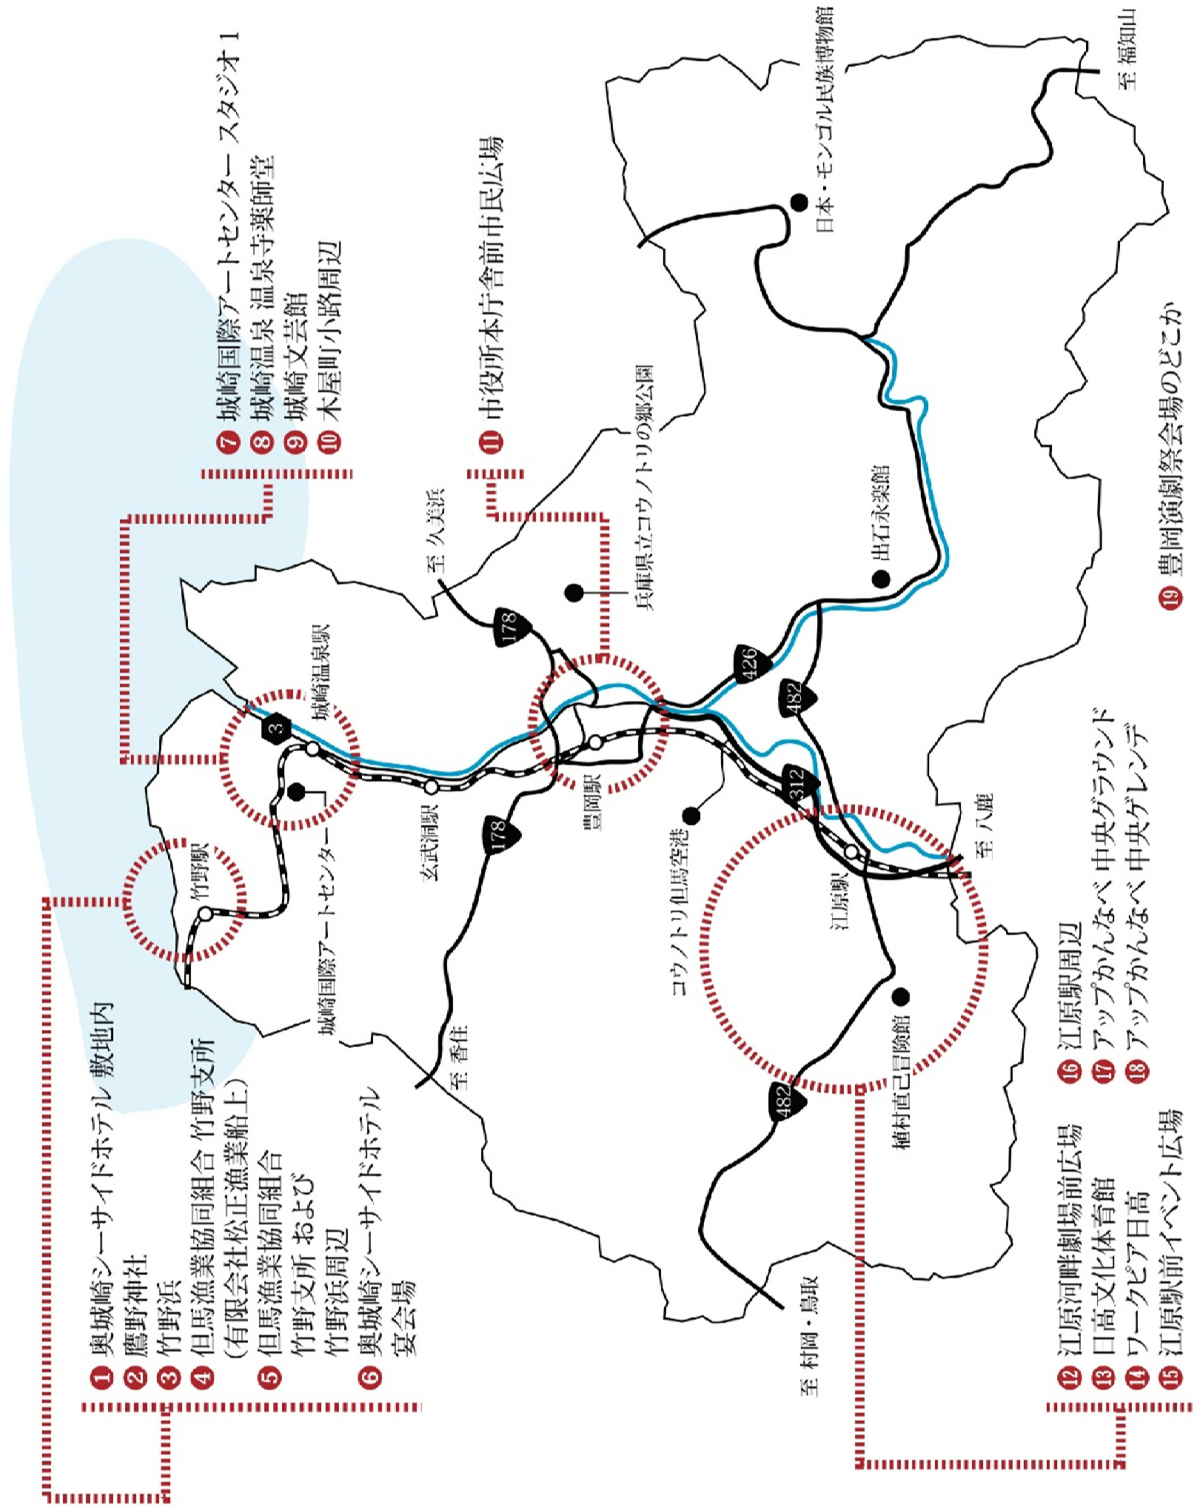 ❶ 奥城崎シーサイドホテル 敷地内
❷ 鷹野神社
❸ 竹野浜
❹ 但馬漁業協同組合 竹野支所
（有限会社松正漁業船上）
❺ 但馬漁業協同組合
竹野支所 および
竹野浜周辺
❻ 奥城崎シーサイドホテル
宴会場
❼ 城崎国際アートセンター スタジオ1
❽ 城崎温泉 温泉寺薬師堂
❾ 城崎文芸館
❿ 木屋町小路周辺
⓫ 市役所本庁舎前市民広場
竹野駅
城崎温泉駅
3
城崎国際アートセンター
玄武洞駅
至 久美浜
178
178
至 香住
豊岡駅
兵庫県立コウノトリの郷公園
コウノトリ但馬空港
426
482
312
出石永楽館
日本・モンゴル民族博物館
至 福知山
江原駅
至 八鹿
植村直己冒険館
482
至 村岡・鳥取
⓬ 江原河畔劇場前広場
⓭ 日高文化体育館
⓮ ワークピア日高
⓯ 江原駅前イベント広場
⓰ 江原駅周辺
⓱ アップかんなべ 中央グラウンド
⓲ アップかんなべ 中央ゲレンデ
⓳ 豊岡演劇祭会場のどこか